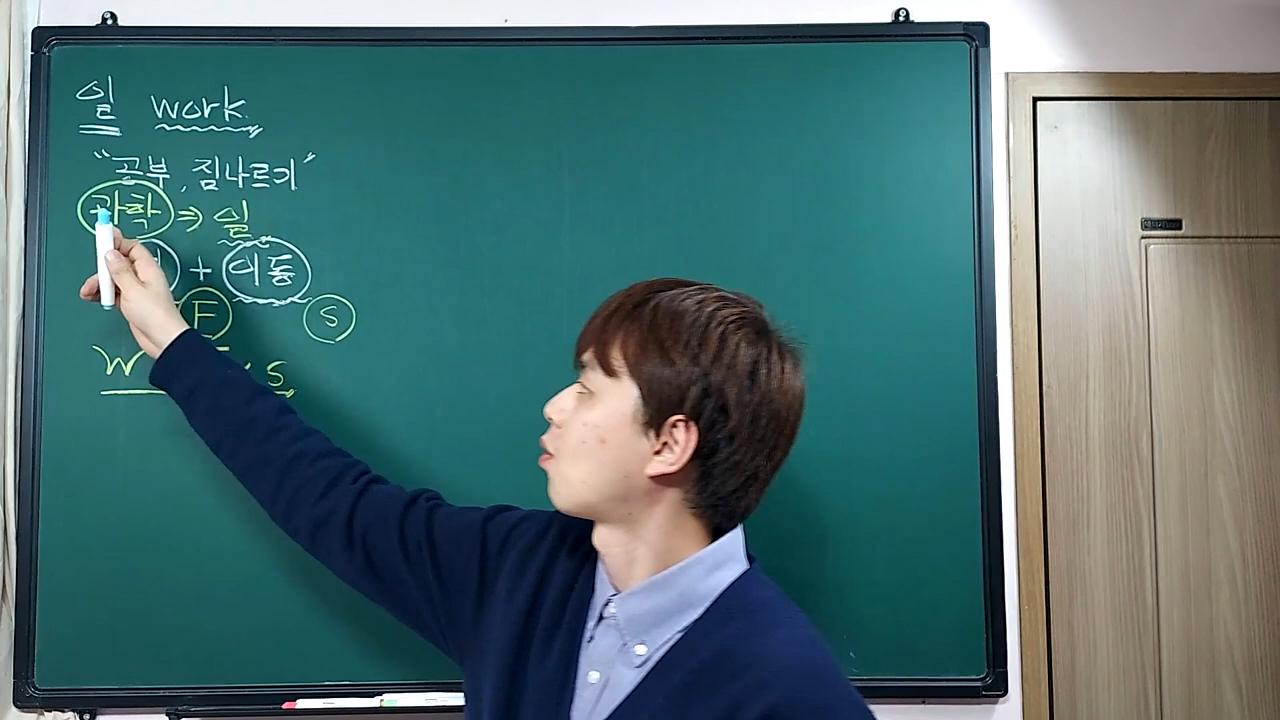 일 work.
"공부, 짐나르기"
과학 ⇒ 일
+ 이동
F S
W S